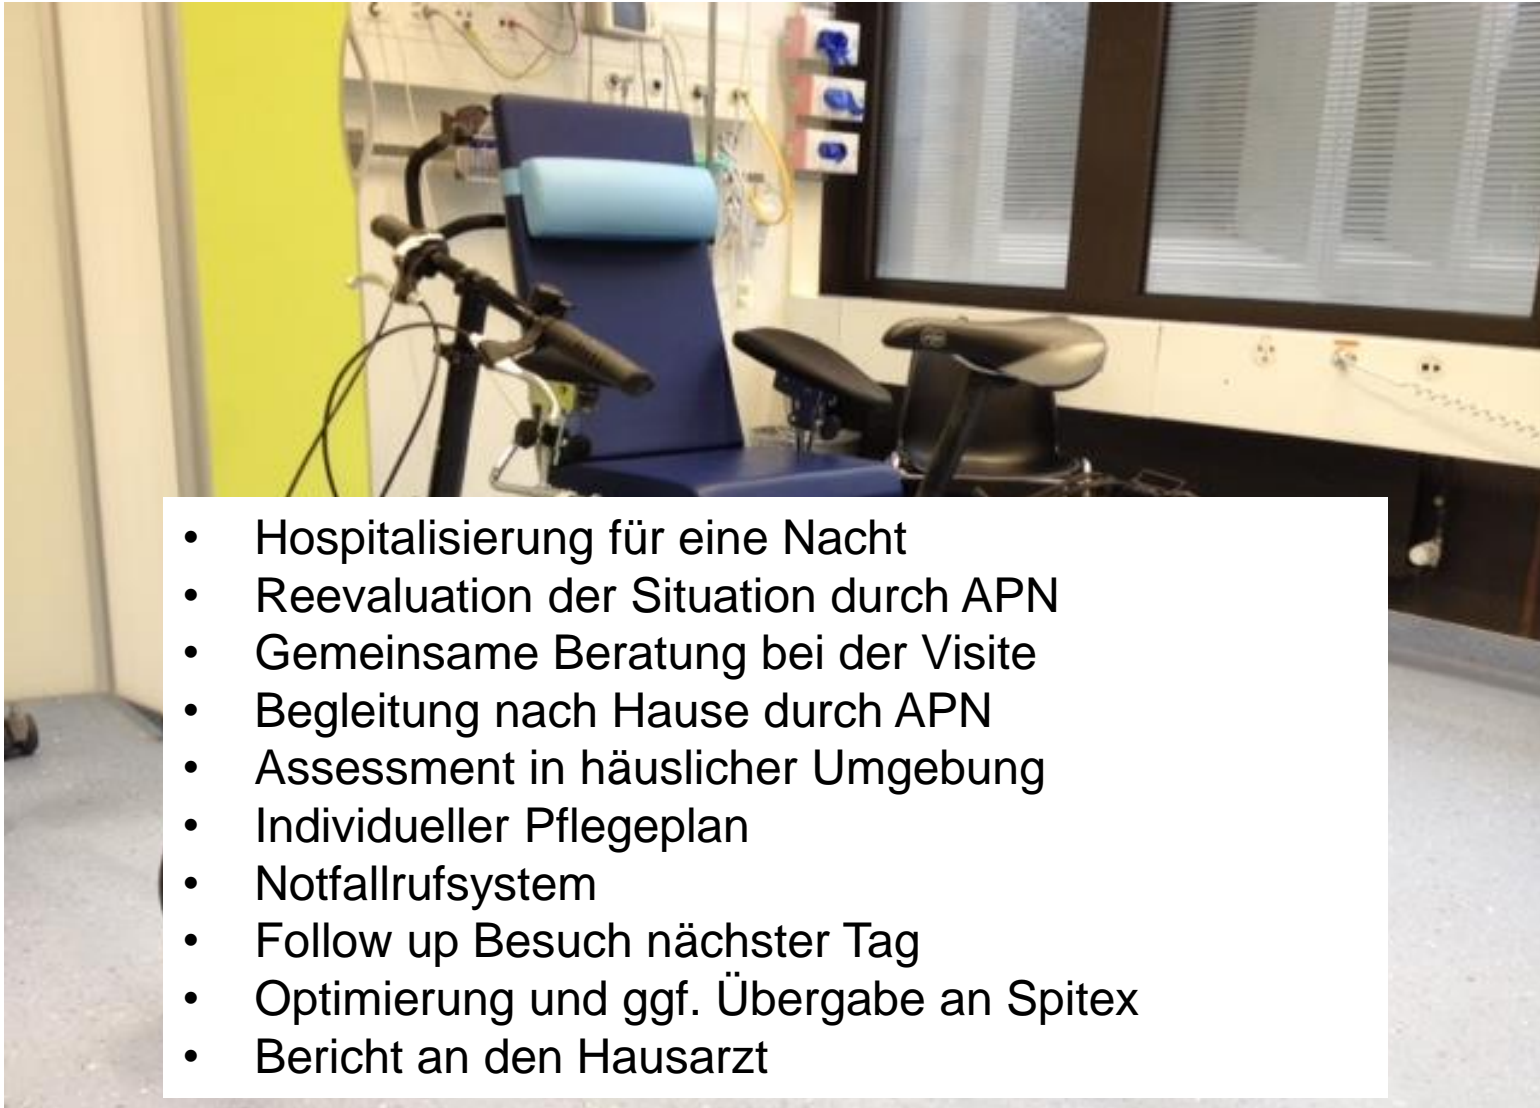 • Hospitalisierung für eine Nacht
• Reevaluation der Situation durch APN
• Gemeinsame Beratung bei der Visite
• Begleitung nach Hause durch APN
• Assessment in häuslicher Umgebung
• Individueller Pflegeplan
• Notfallrufsystem
• Follow up Besuch nächster Tag
• Optimierung und ggf. Übergabe an Spitex
• Bericht an den Hausarzt